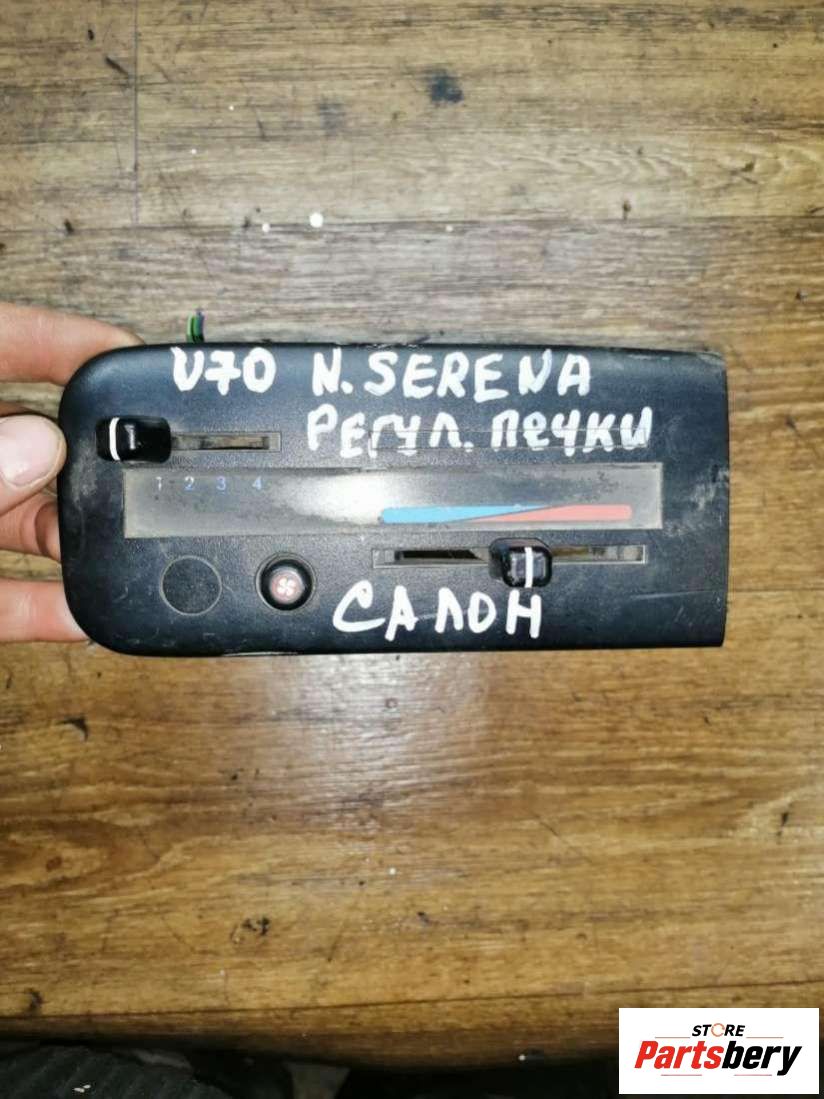 V70 N. SERENA
РЕГУЛ. ПЕЧКИ
1 2 3 4
САЛОН
STORE
Partsbery